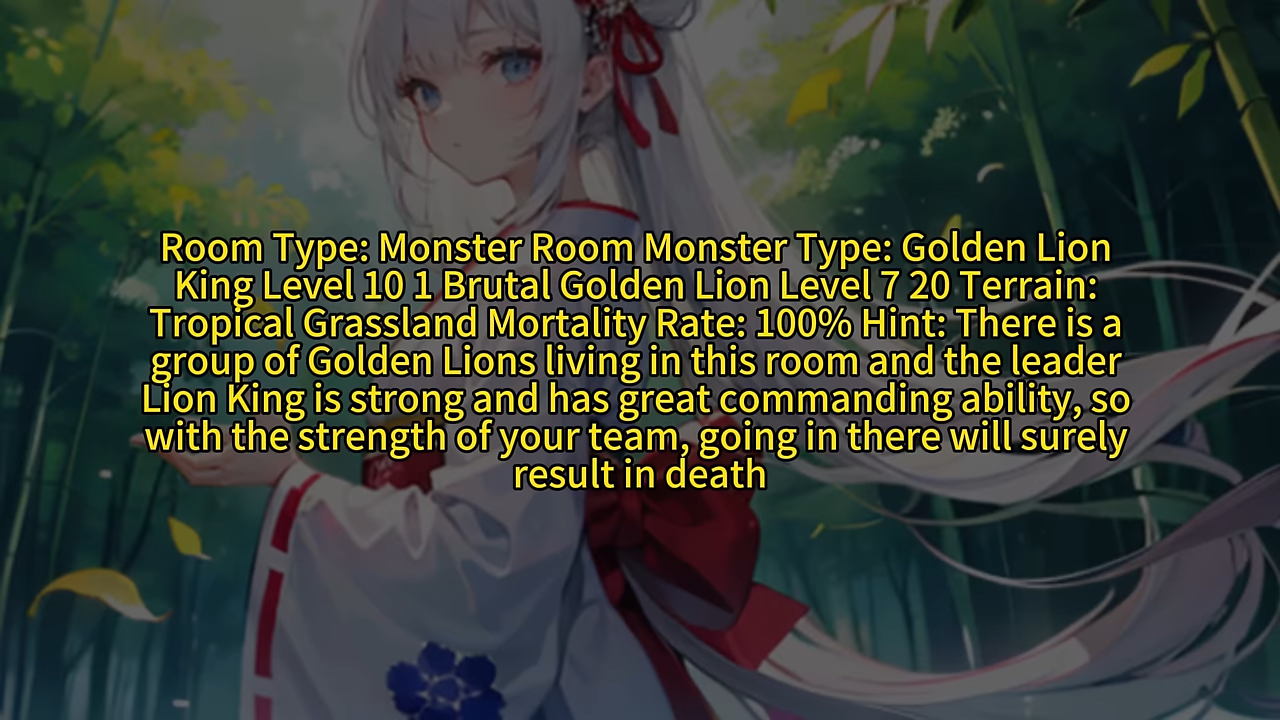 Room Type: Monster Room Monster Type: Golden Lion
King Level 10 1 Brutal Golden Lion Level 7 20 Terrain:
Tropical Grassland Mortality Rate: 100% Hint: There is a
group of Golden Lions living in this room and the leader
Lion King is strong and has great commanding ability, so
with the strength of your team, going in there will surely
result in death